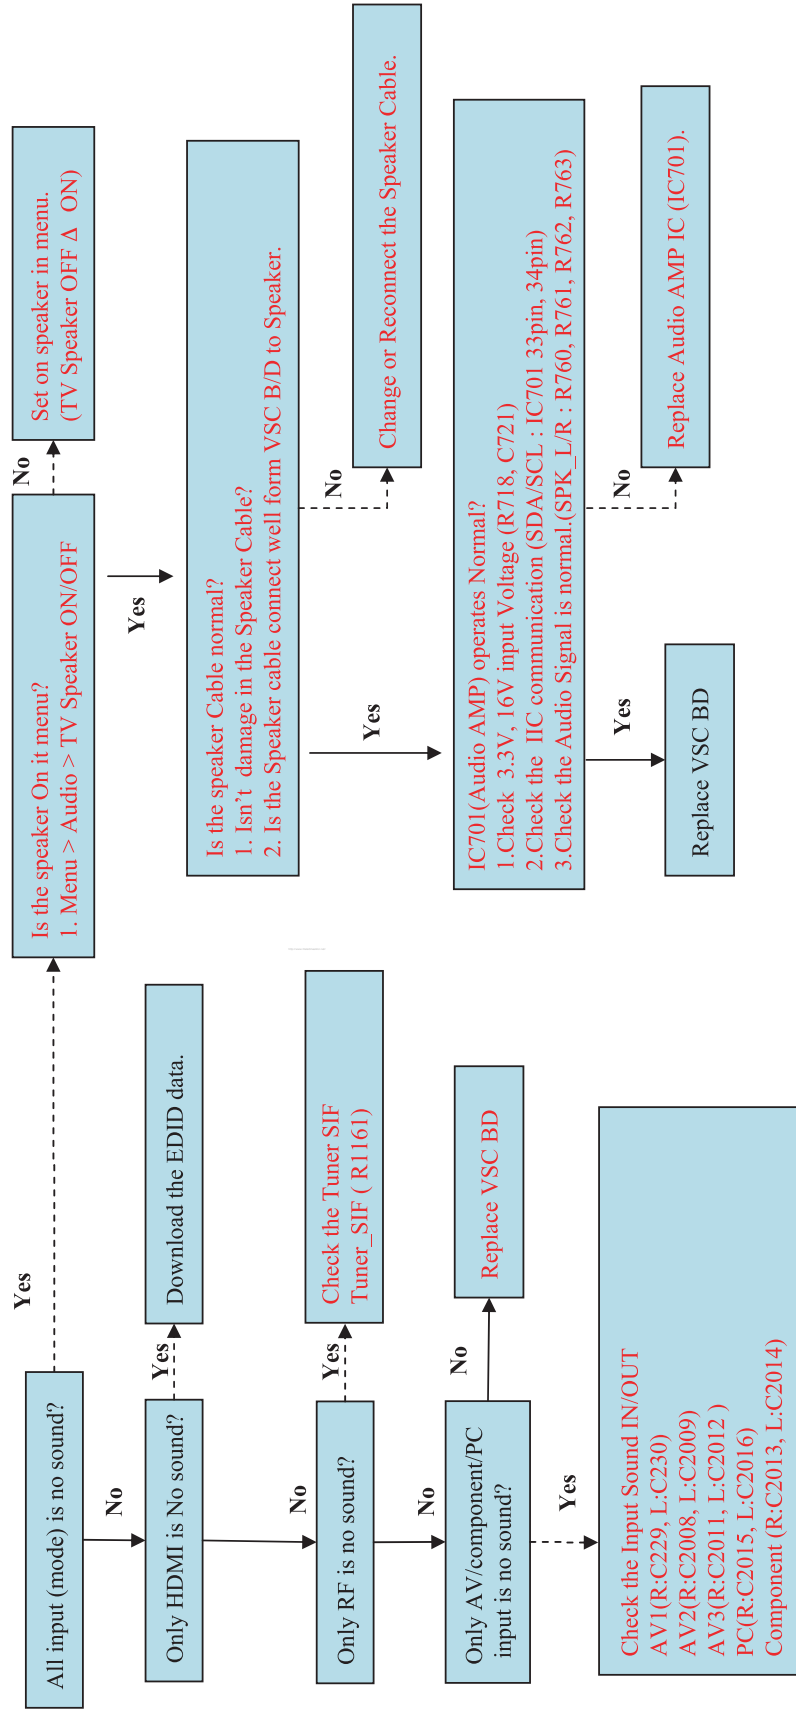 All input (mode) is no sound?
Yes
No
Only HDMI is No sound?
Yes
Download the EDID data.
No
Only RF is no sound?
Yes
Check the Tuner SIF
Tuner_SIF ( R1161)
No
Only AV/component/PC
input is no sound?
No
Replace VSC BD
Yes
Check the Input Sound IN/OUT
AV1(R:C229, L:C230)
AV2(R:C2008, L:C2009)
AV3(R:C2011, L:C2012 )
PC(R:C2015, L:C2016)
Component (R:C2013, L:C2014)
Is the speaker On it menu?
1. Menu > Audio > TV Speaker ON/OFF
No
Set on speaker in menu.
(TV Speaker OFF Δ ON)
Yes
Is the speaker Cable normal?
1. Isn’t damage in the Speaker Cable?
2. Is the Speaker cable connect well form VSC B/D to Speaker.
No
Change or Reconnect the Speaker Cable.
Yes
IC701(Audio AMP) operates Normal?
1.Check 3.3V, 16V input Voltage (R718, C721)
2.Check the IIC communication (SDA/SCL : IC701 33pin, 34pin)
3.Check the Audio Signal is normal.(SPK_L/R : R760, R761, R762, R763)
No
Replace Audio AMP IC (IC701).
Yes
Replace VSC BD